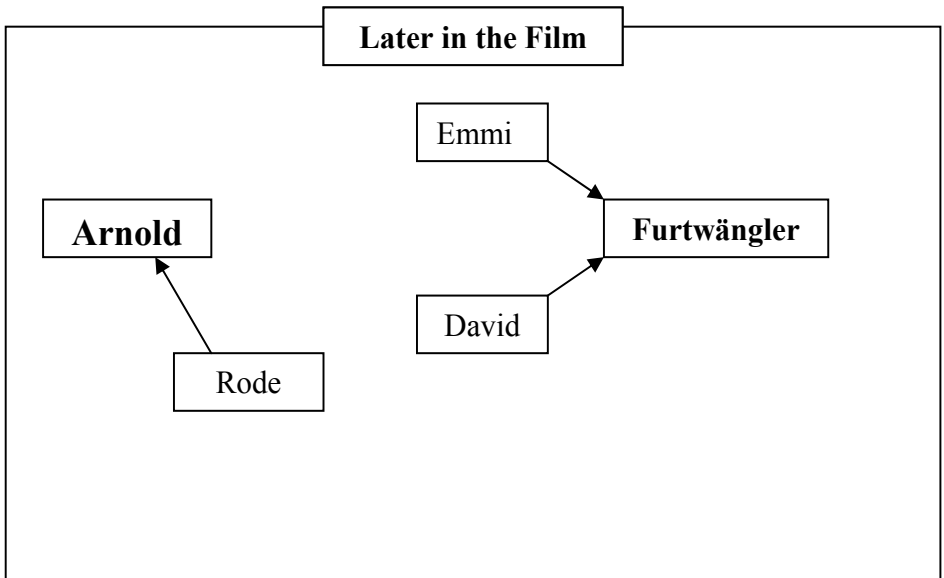 Later in the Film
Emmi
Arnold
Furtwängler
David
Rode